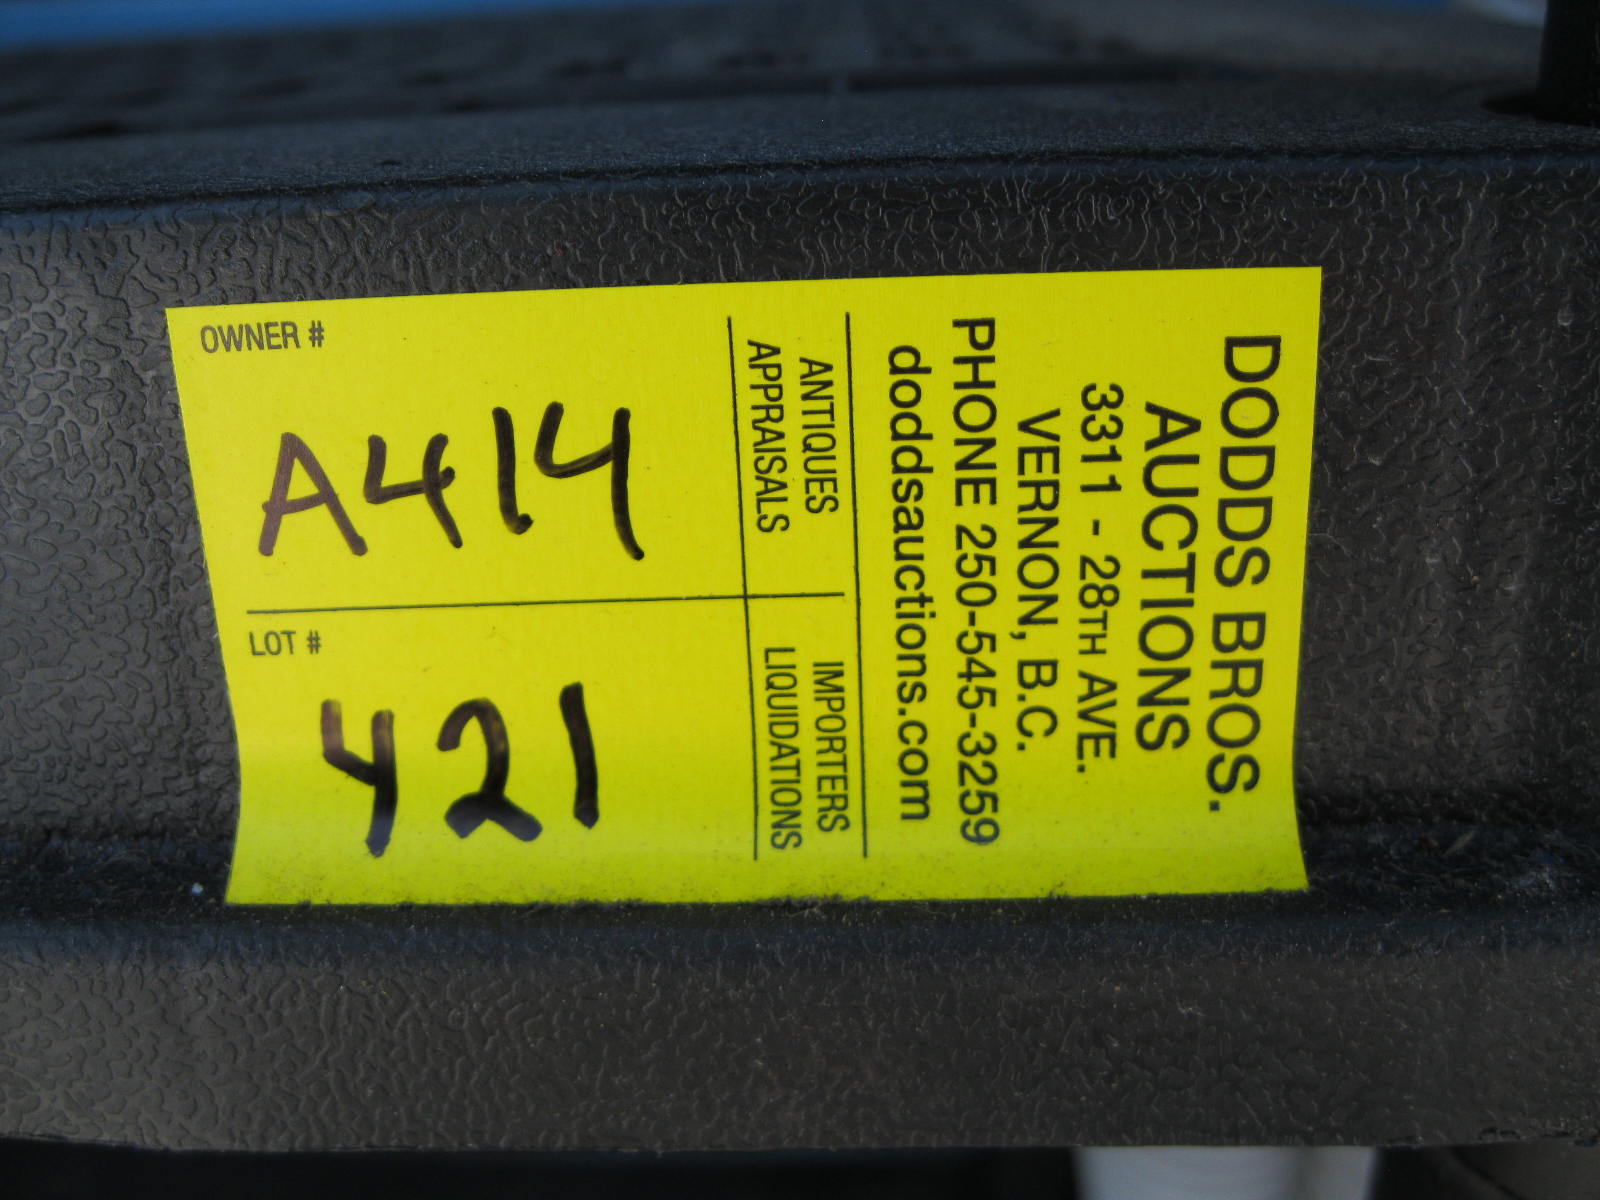 OWNER #
A414
LOT #
421
ANTIQUES
APPRAISALS
IMPORTERS
LIQUIDATIONS
DODDS BROS.
AUCTIONS
3311 - 28TH AVE.
VERNON, B.C.
PHONE 250-545-3259
doddsauctions.com